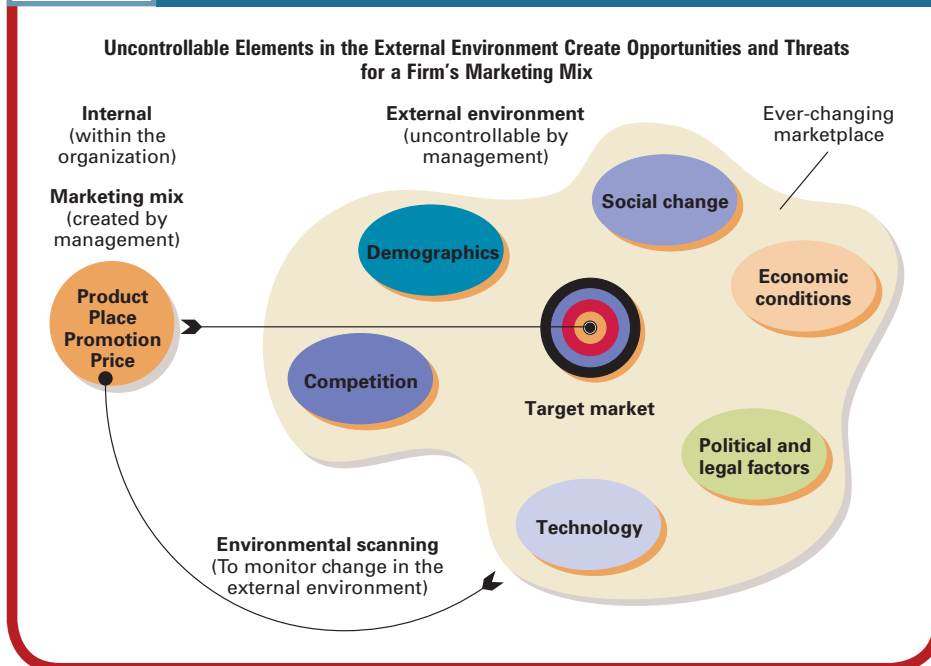 Uncontrollable Elements in the External Environment Create Opportunities and Threats
for a Firm's Marketing Mix
Internal
(within the
organization)
Marketing mix
(created by
management)
Product
Place
Promotion
Price
External environment
(uncontrollable by
management)
Ever-changing
marketplace
Social change
Demographics
Economic
conditions
Competition
Target market
Political and
legal factors
Technology
Environmental scanning
(To monitor change in the
external environment)